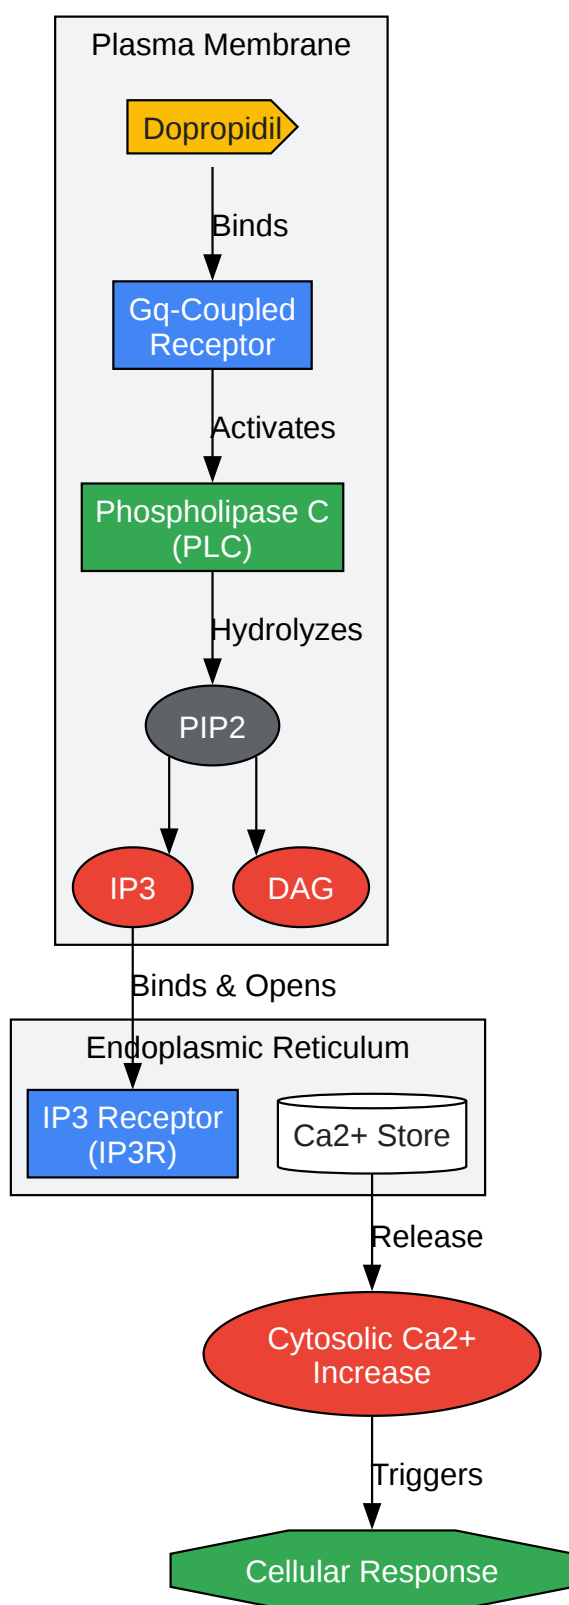 Plasma Membrane
Dopropidil
Binds
Gq-Coupled
Receptor
Activates
Phospholipase C
(PLC)
Hydrolyzes
PIP2
IP3
DAG
Binds & Opens
Endoplasmic Reticulum
IP3 Receptor
(IP3R)
Ca2+ Store
Release
Cytosolic Ca2+
Increase
Triggers
Cellular Response